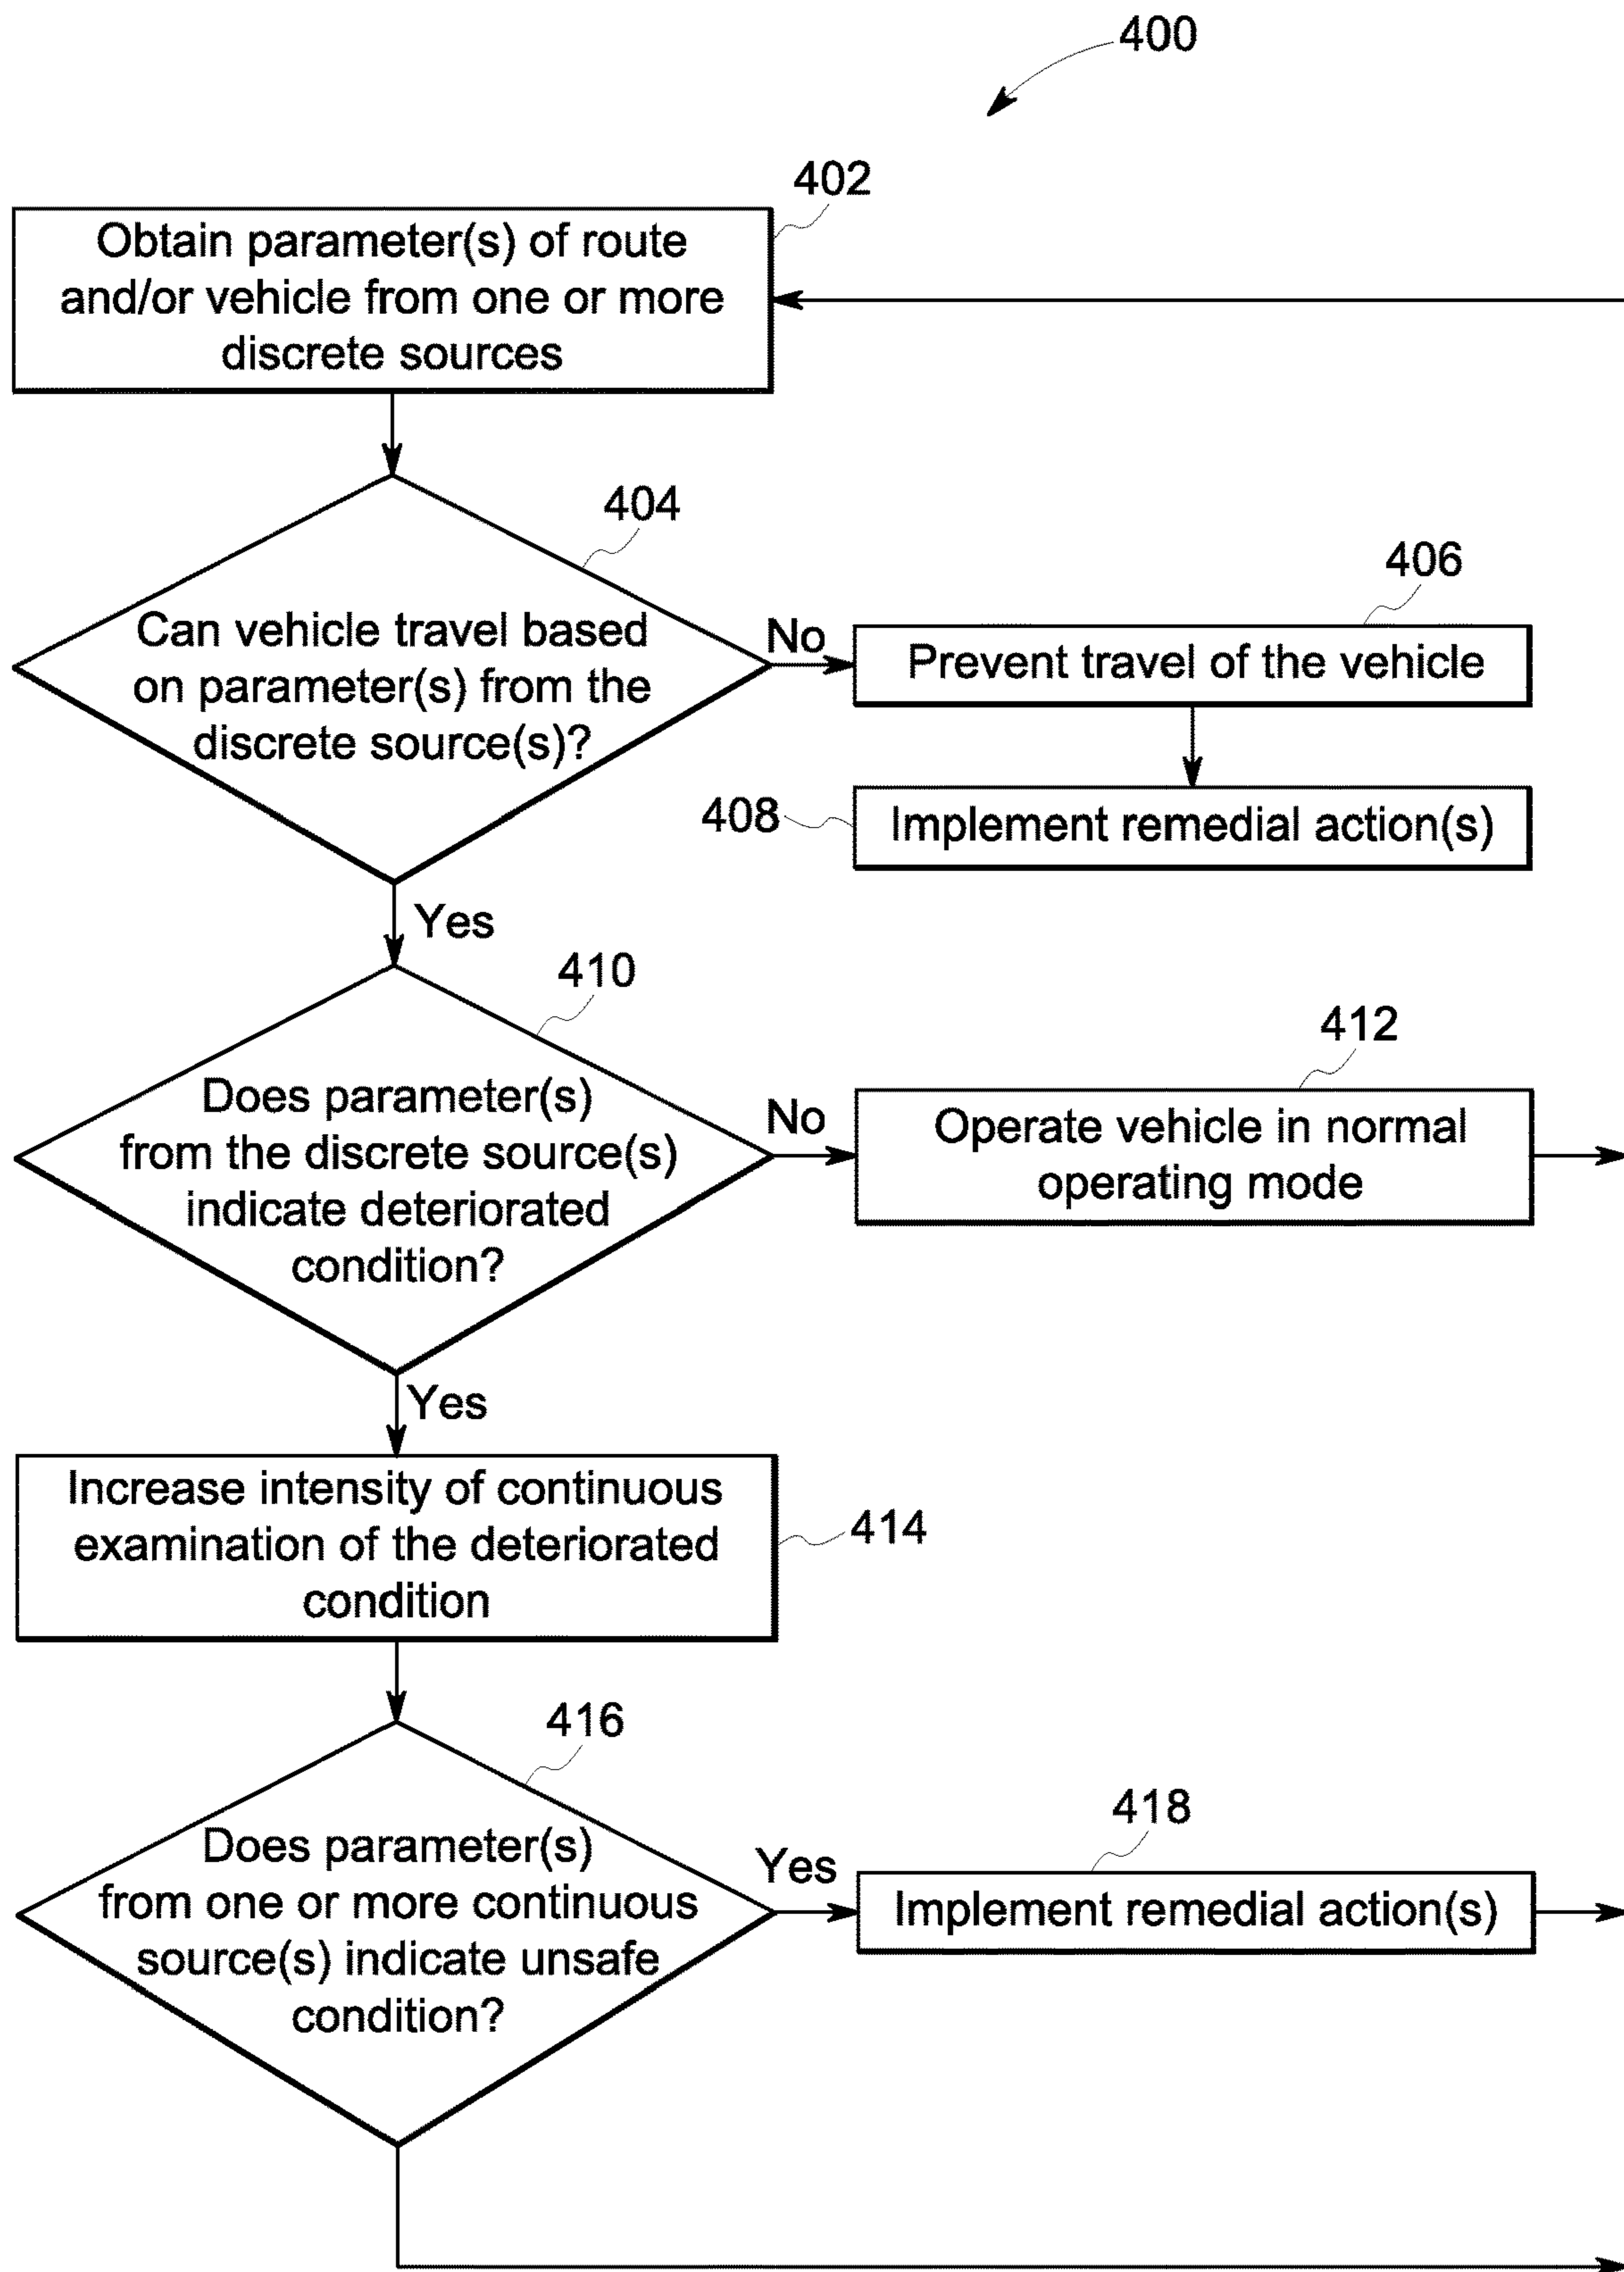 400
402
Obtain parameter(s) of route
and/or vehicle from one or more
discrete sources
404
Can vehicle travel based
on parameter(s) from the
discrete source(s)?
No
406
Prevent travel of the vehicle
408
Implement remedial action(s)
Yes
410
Does parameter(s)
from the discrete source(s)
indicate deteriorated
condition?
No
412
Operate vehicle in normal
operating mode
Yes
Increase intensity of continuous
examination of the deteriorated
condition
414
416
Does parameter(s)
from one or more continuous
source(s) indicate unsafe
condition?
Yes
418
Implement remedial action(s)